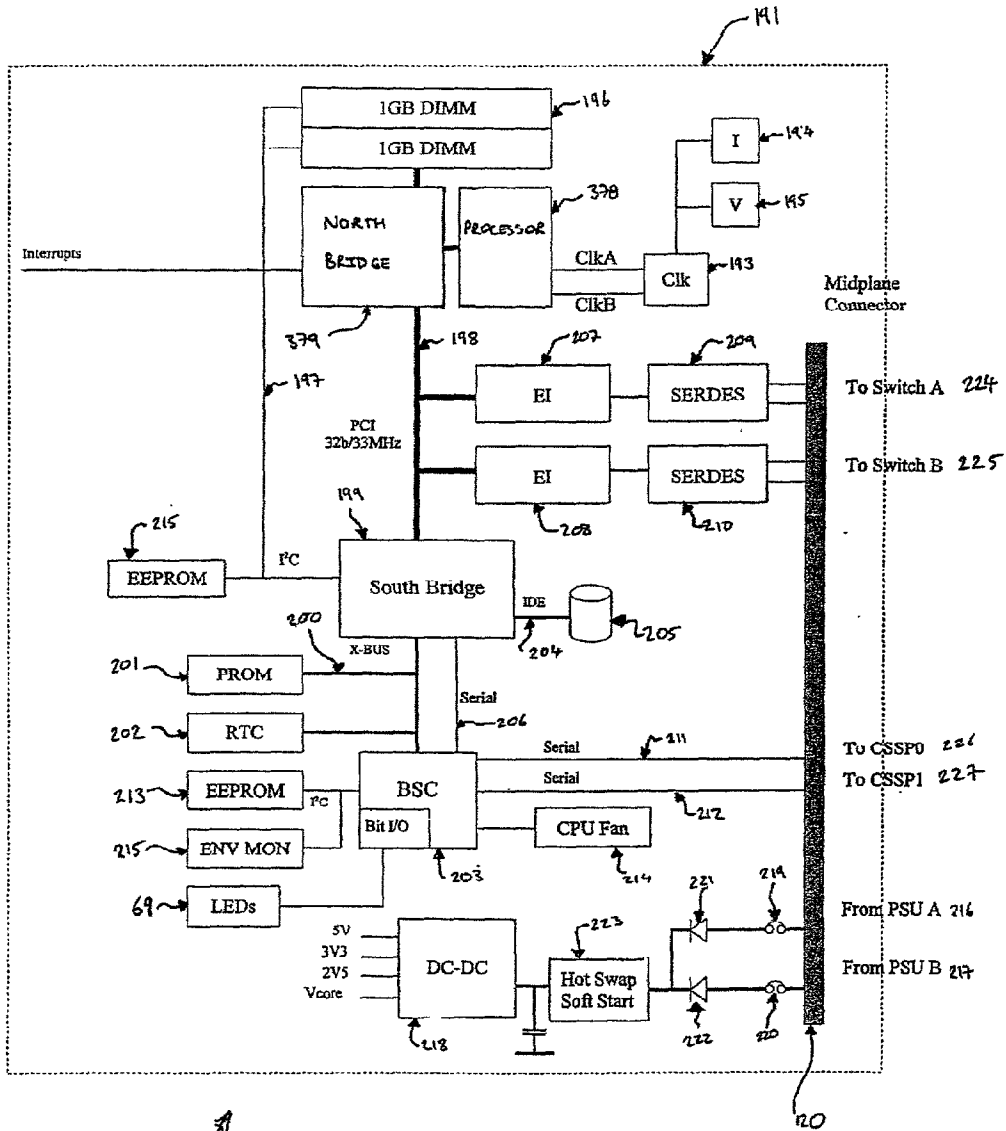 191
1GB DIMM
196
1GB DIMM
I
194
V
195
378
NORTH
BRIDGE
PROCESSOR
Interrupts
ClkA
ClkB
Clk
193
Midplane
Connector
379
198
197
207
209
EI
SERDES
To Switch A 224
PCI
32b/33MHz
EI
SERDES
To Switch B 225
208
210
199
215
EEPROM
I²C
South Bridge
IDE
204
205
200
X-BUS
201
PROM
Serial
206
202
RTC
Serial
211
To CSSP0 226
BSC
Serial
To CSSP1 227
212
213
EEPROM
I²C
Bit I/O
CPU Fan
215
ENV MON
203
214
69
LEDs
221
219
From PSU A 216
223
5V
3V3
2V5
Vcore
DC-DC
Hot Swap
Soft Start
From PSU B 217
218
222
220
120